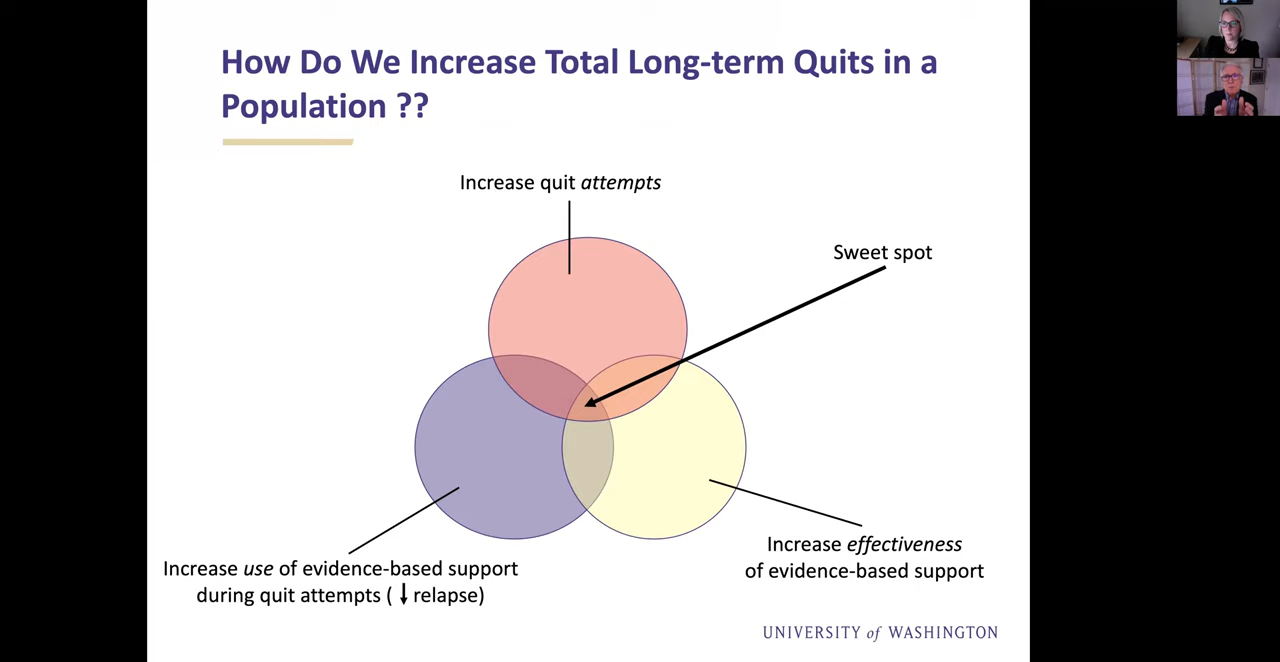 How Do We Increase Total Long-term Quits in a
Population ??
Increase quit attempts
Sweet spot
Increase effectiveness
of evidence-based support
Increase use of evidence-based support
during quit attempts ( ↓ relapse)
UNIVERSITY of WASHINGTON